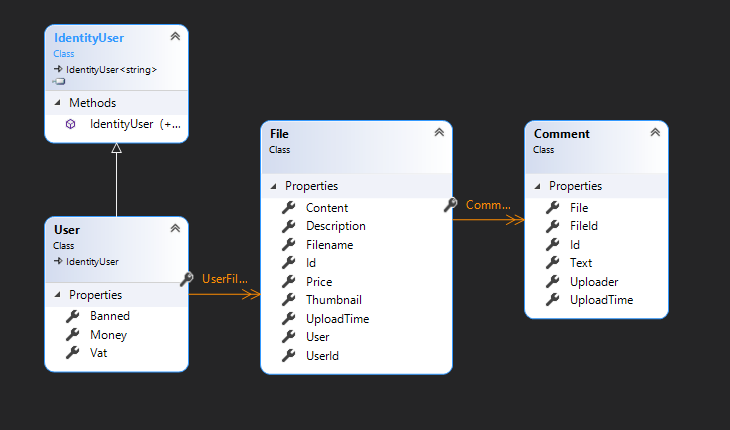 IdentityUser
Class
IdentityUser<string>
Methods
IdentityUser (+...
User
Class
IdentityUser
Properties
Banned
Money
Vat
UserFil...
File
Class
Properties
Content
Description
Filename
Id
Price
Thumbnail
UploadTime
User
UserId
Comm...
Comment
Class
Properties
File
FileId
Id
Text
Uploader
UploadTime